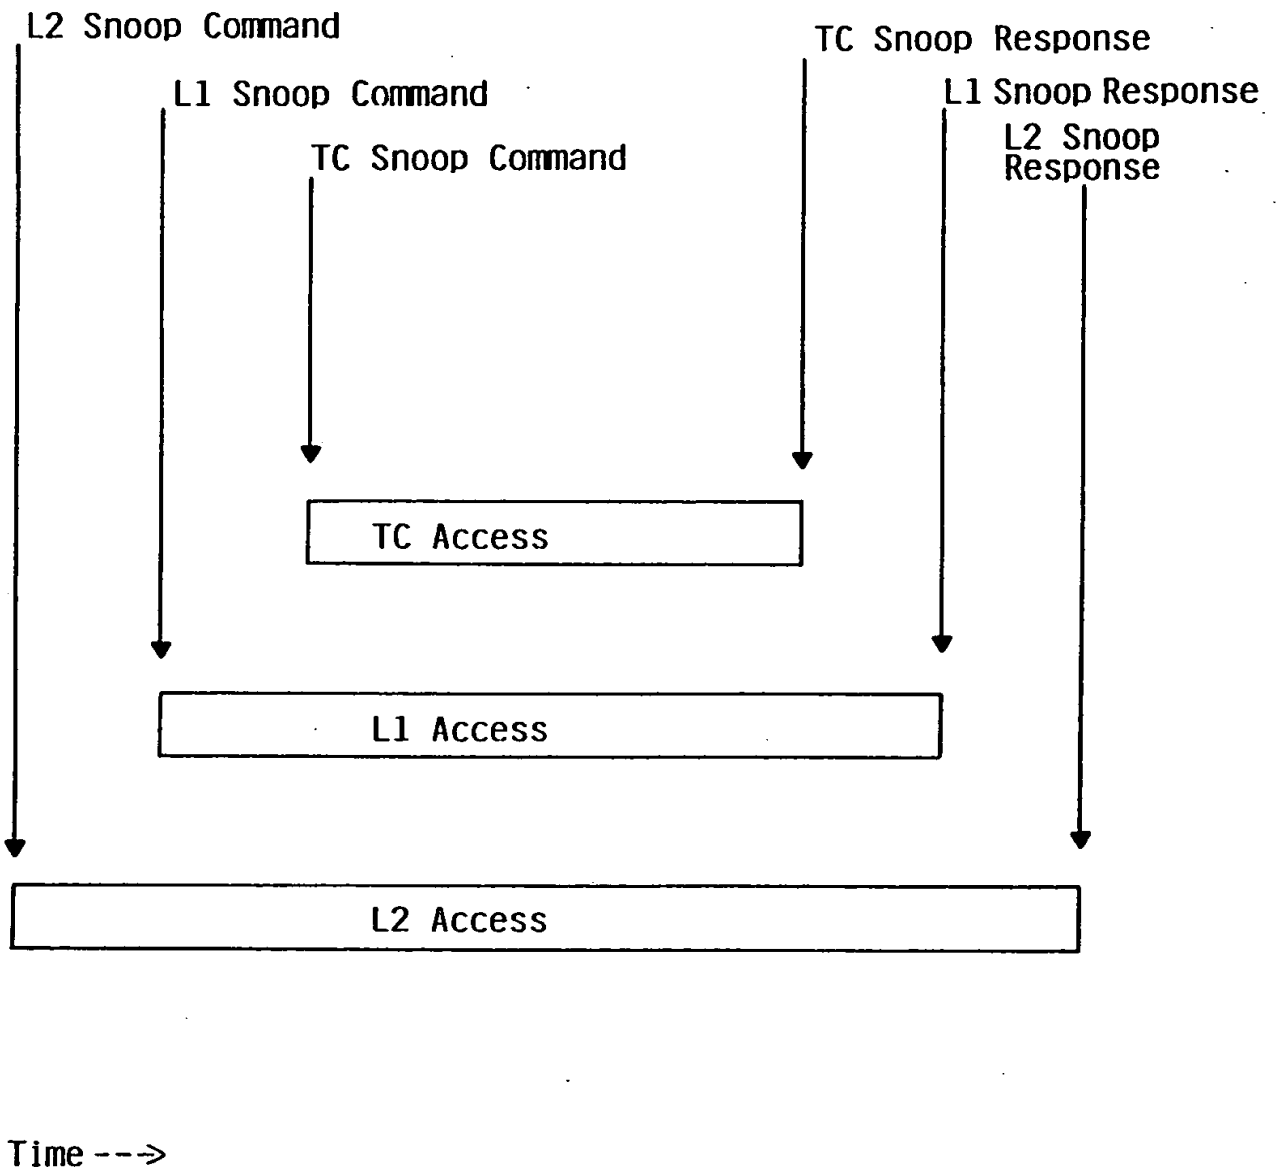 L2 Snoop Command
TC Snoop Response
L1 Snoop Command
L1 Snoop Response
L2 Snoop
Response
TC Snoop Command
TC Access
L1 Access
L2 Access
Time --->